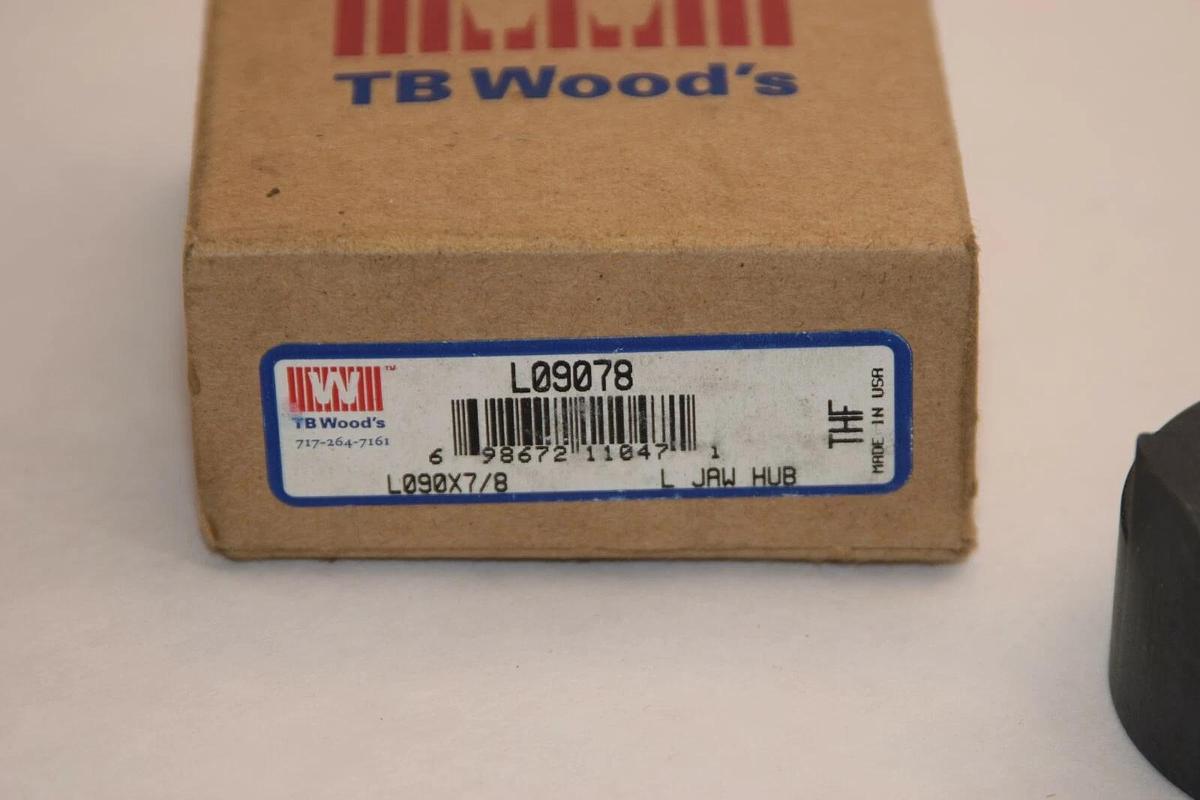 TB Wood's
L09078
W™
TB Wood's
717-264-7161
6 98672 11047 1
L090X7/8 L JAW HUB
THF
MADE IN USA